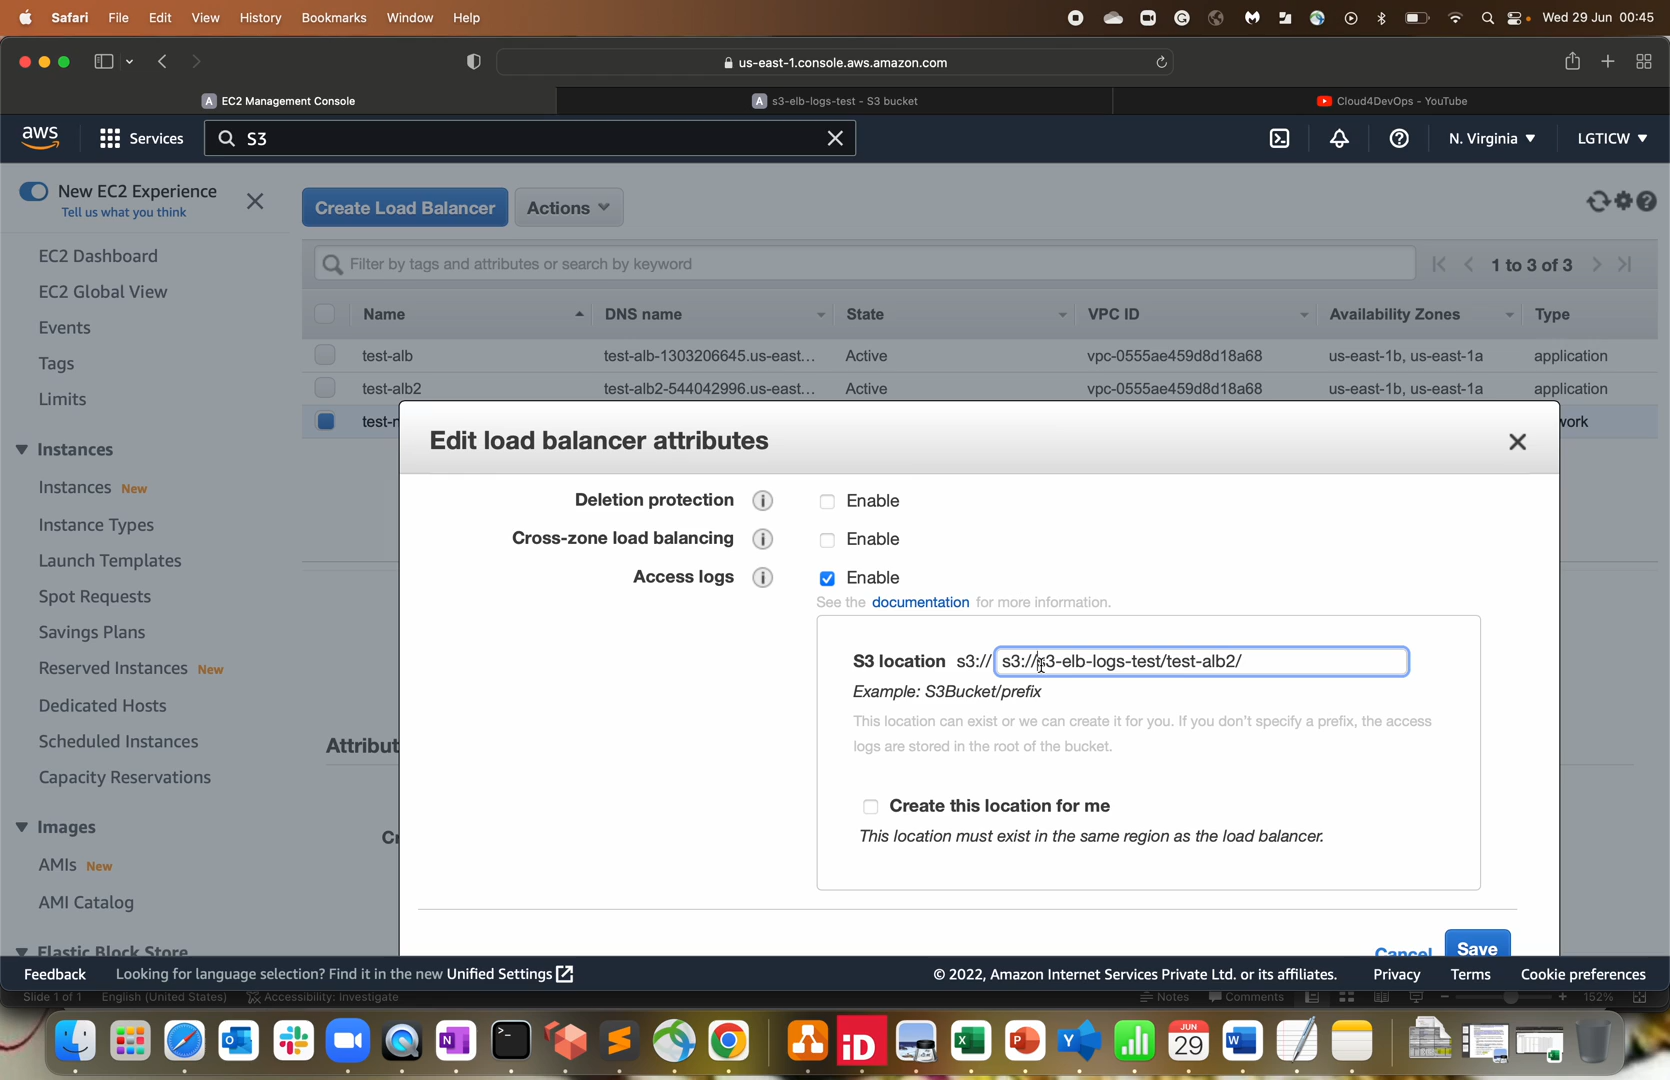 Safari File Edit View History Bookmarks Window Help Wed 29 Jun 00:45
us-east-1.console.aws.amazon.com
A EC2 Management Console A s3-elb-logs-test - S3 bucket Cloud4DevOps - YouTube
aws Services S3 N. Virginia LGTICW
New EC2 Experience
Tell us what you think
Create Load Balancer Actions
EC2 Dashboard
EC2 Global View
Events
Tags
Limits
Instances
Instances New
Instance Types
Launch Templates
Spot Requests
Savings Plans
Reserved Instances New
Dedicated Hosts
Scheduled Instances
Capacity Reservations
Images
AMIs New
AMI Catalog
Elastic Block Store
Filter by tags and attributes or search by keyword 1 to 3 of 3
Name DNS name State VPC ID Availability Zones Type
test-alb test-alb-1303206645.us-east... Active vpc-0555ae459d8d18a68 us-east-1b, us-east-1a application
test-alb2 test-alb2-544042996.us-east... Active vpc-0555ae459d8d18a68 us-east-1b, us-east-1a application
test-n work
Attribut
Cr
Edit load balancer attributes
Deletion protection i Enable
Cross-zone load balancing i Enable
Access logs i Enable
See the documentation for more information.
S3 location s3:// s3://s3-elb-logs-test/test-alb2/
Example: S3Bucket/prefix
This location can exist or we can create it for you. If you don't specify a prefix, the access
logs are stored in the root of the bucket.
Create this location for me
This location must exist in the same region as the load balancer.
Cancel Save
Feedback Looking for language selection? Find it in the new Unified Settings © 2022, Amazon Internet Services Private Ltd. or its affiliates. Privacy Terms Cookie preferences
Slide 1 of 1 English (United States) Accessibility: Investigate Notes Comments 152%
JUN
29